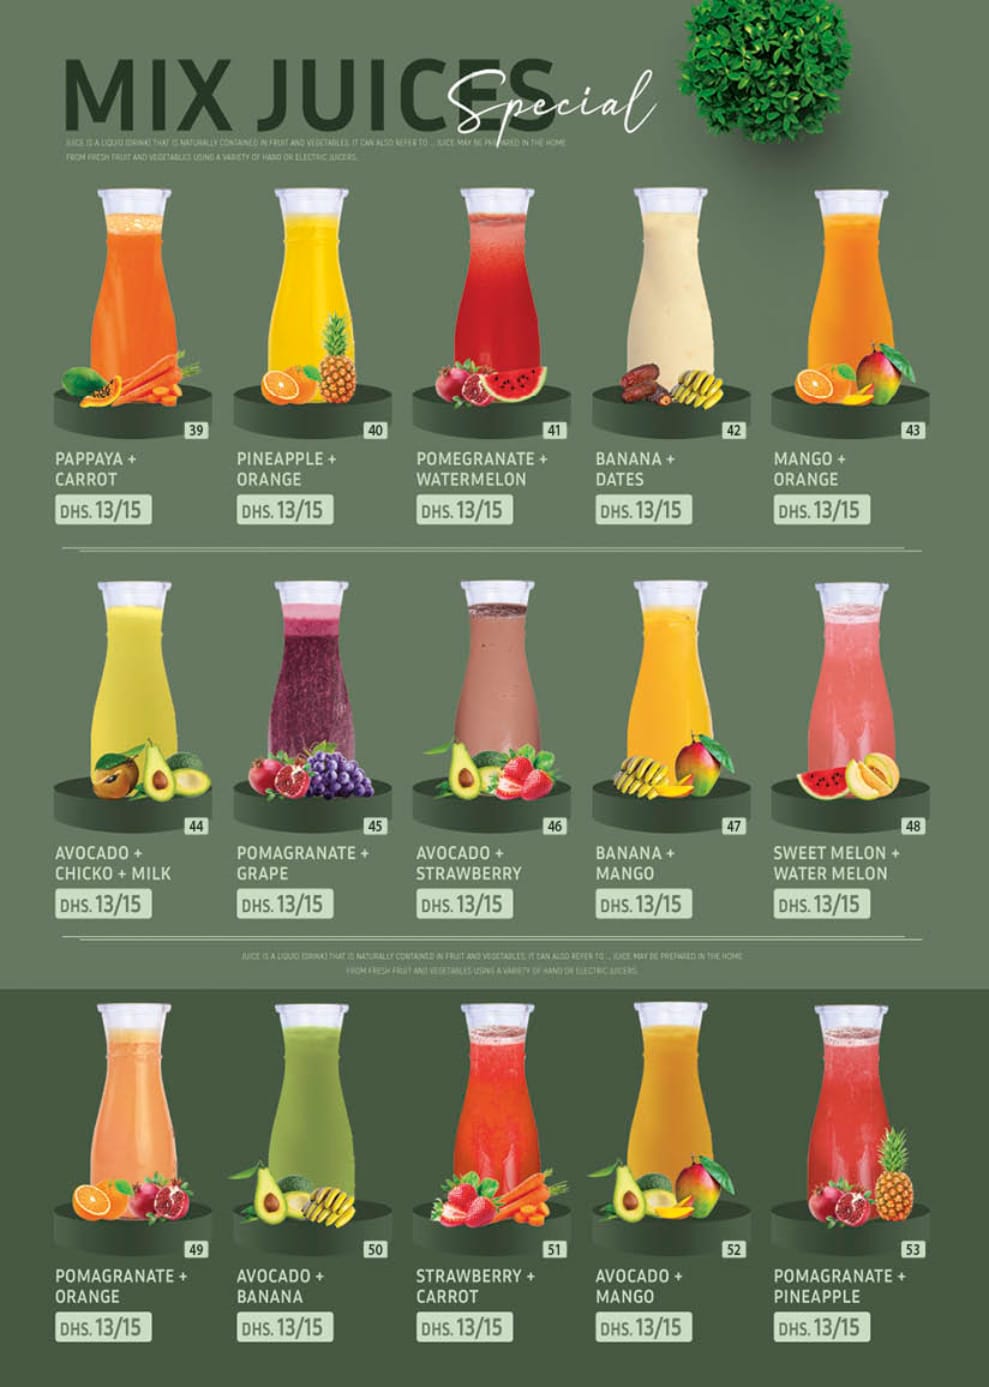 MIX JUICES Special
JUICE IS A LIQUID (DRINK) THAT IS NATURALLY CONTAINED IN FRUIT AND VEGETABLES. IT CAN ALSO REFER TO ... JUICE MAY BE PREPARED IN THE HOME
FROM FRESH FRUIT AND VEGETABLES USING A VARIETY OF HAND OR ELECTRIC JUICERS.
39 40 41 42 43
PAPPAYA + PINEAPPLE + POMEGRANATE + BANANA + MANGO +
CARROT ORANGE WATERMELON DATES ORANGE
DHS. 13/15 DHS. 13/15 DHS. 13/15 DHS. 13/15 DHS. 13/15
44 45 46 47 48
AVOCADO + POMAGRANATE + AVOCADO + BANANA + SWEET MELON +
CHICKO + MILK GRAPE STRAWBERRY MANGO WATER MELON
DHS. 13/15 DHS. 13/15 DHS. 13/15 DHS. 13/15 DHS. 13/15
JUICE IS A LIQUID (DRINK) THAT IS NATURALLY CONTAINED IN FRUIT AND VEGETABLES. IT CAN ALSO REFER TO ... JUICE MAY BE PREPARED IN THE HOME
FROM FRESH FRUIT AND VEGETABLES USING A VARIETY OF HAND OR ELECTRIC JUICERS.
49 50 51 52 53
POMAGRANATE + AVOCADO + STRAWBERRY + AVOCADO + POMAGRANATE +
ORANGE BANANA CARROT MANGO PINEAPPLE
DHS. 13/15 DHS. 13/15 DHS. 13/15 DHS. 13/15 DHS. 13/15